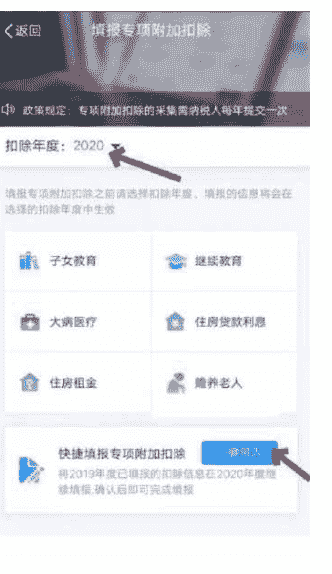 返回
填报专项附加扣除
政策规定：专项附加扣除的采集需纳税人每年提交一次
扣除年度：2020
填报专项附加扣除之前请选择扣除年度，填报的信息将会在
选择的扣除年度中生效
子女教育
继续教育
大病医疗
住房贷款利息
住房租金
赡养老人
快捷填报专项附加扣除
将2019年度已填报的扣除信息在2020年度继
续填报,确认后即可完成填报